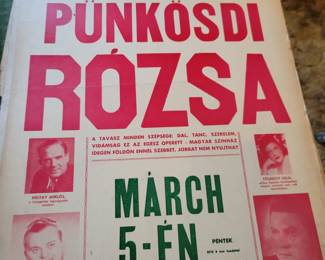 PÜNKÖSDI
RÓZSA
A TAVASZ MINDEN SZÉPSÉGE: DAL, TÁNC, SZERELEM,
VIDÁMSÁG EZ AZ EGÉSZ OPERETT - MAGYAR SZÍNHÁZ
IDEGEN FÖLDÖN ENNÉL SZEBBET, JOBBAT NEM NYUJTHAT
MÁRCH
5-ÉN
PÉNTEK